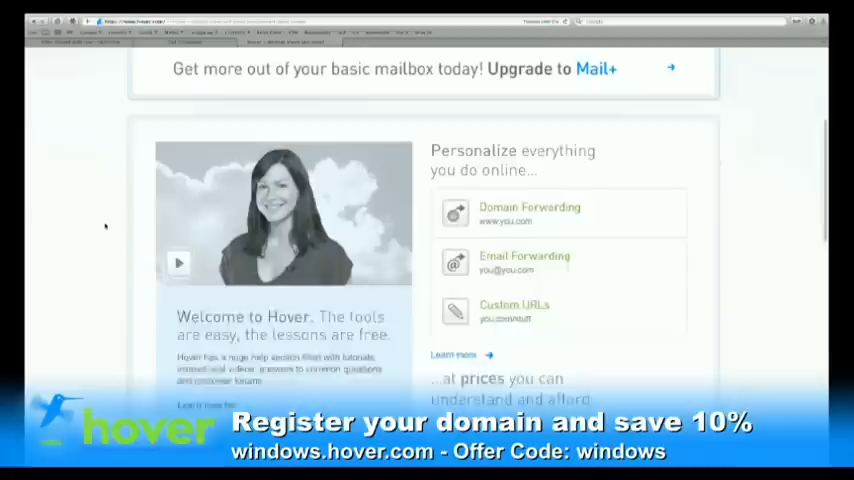 Get more out of your basic mailbox today! Upgrade to Mail+
Personalize everything
you do online...
Domain Forwarding
www.you.com
Email Forwarding
you@you.com
Custom URLs
you.com/stuff
Learn more
...at prices you can
understand and afford.
Welcome to Hover. The tools
are easy, the lessons are free.
Hover has a huge help section filled with tutorials,
instructional videos, answers to common questions
and customer forums.
hover
Register your domain and save 10%
windows.hover.com - Offer Code: windows